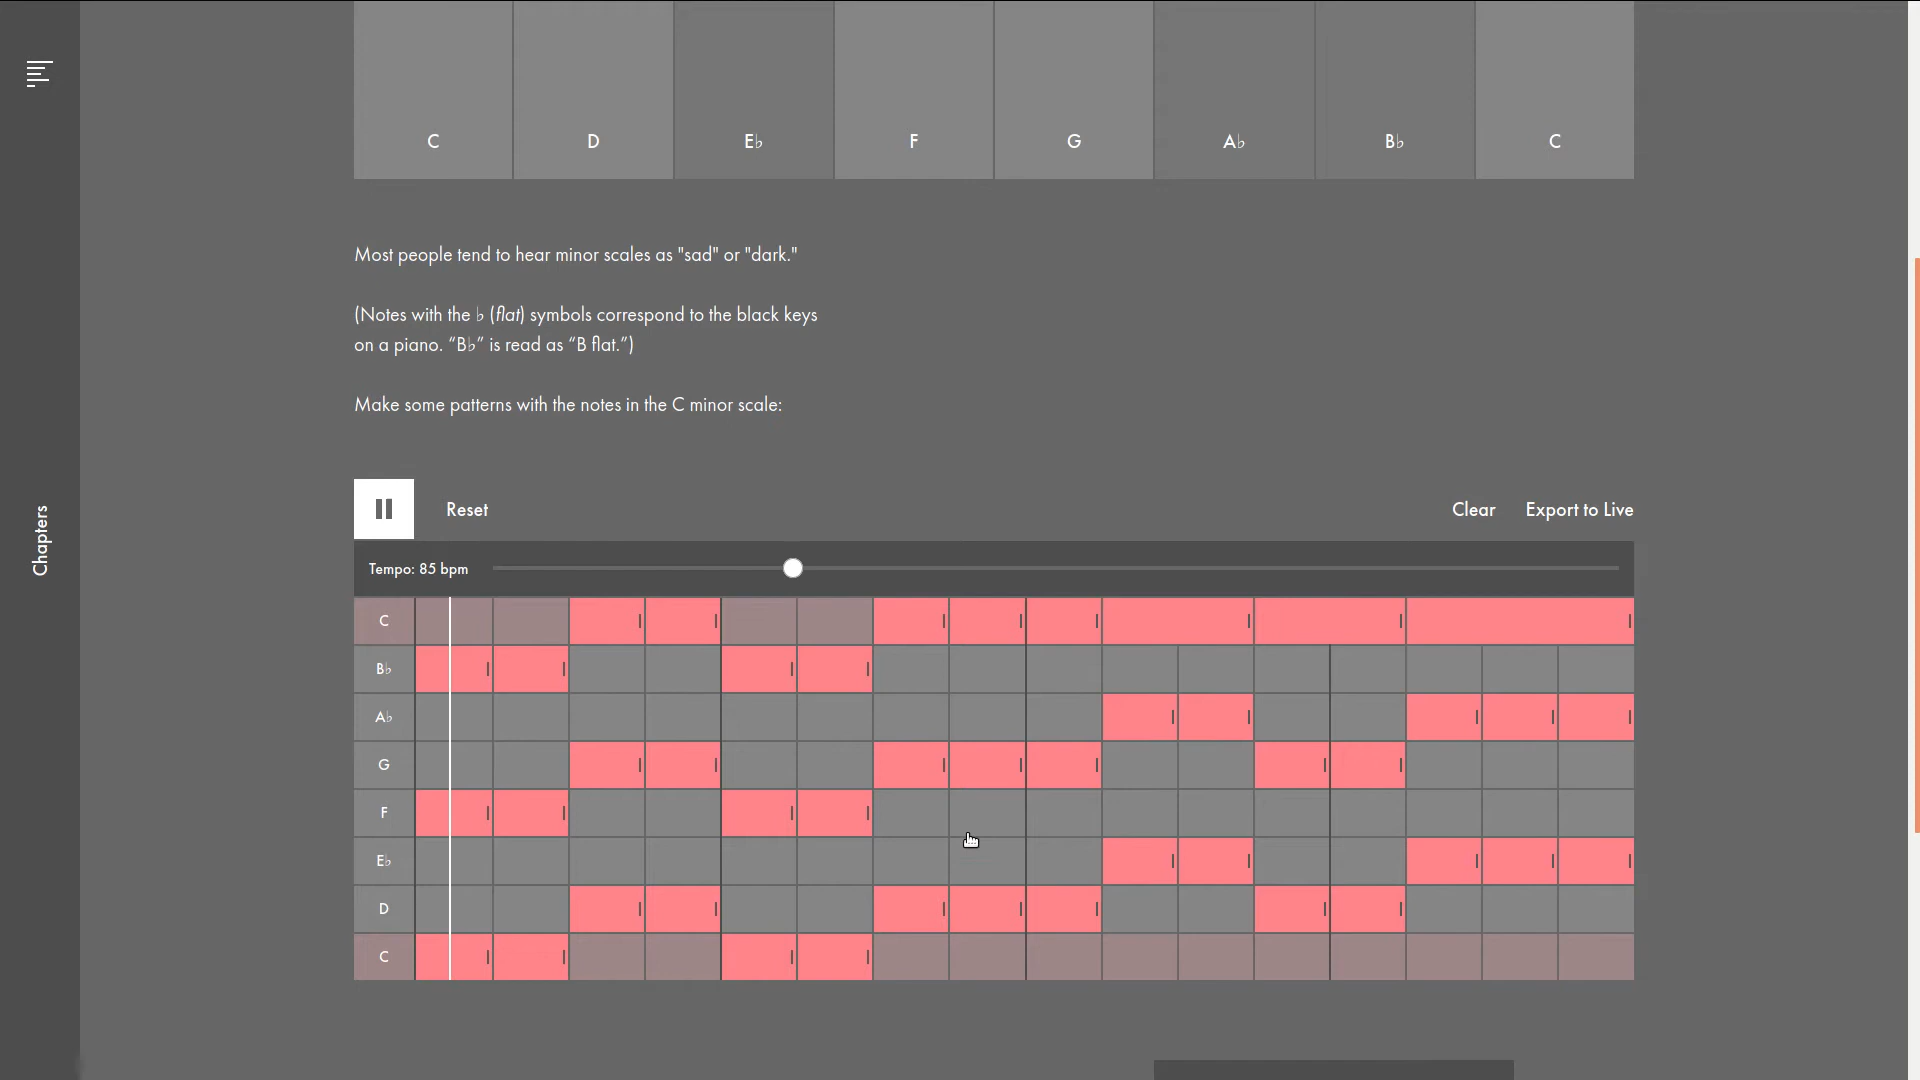 C D E♭ F G A♭ B♭ C
Most people tend to hear minor scales as "sad" or "dark."
(Notes with the ♭ (flat) symbols correspond to the black keys
on a piano. “B♭” is read as “B flat.”)
Make some patterns with the notes in the C minor scale:
Reset
Clear
Export to Live
Tempo: 85 bpm
C
B♭
A♭
G
F
E♭
D
C
Chapters